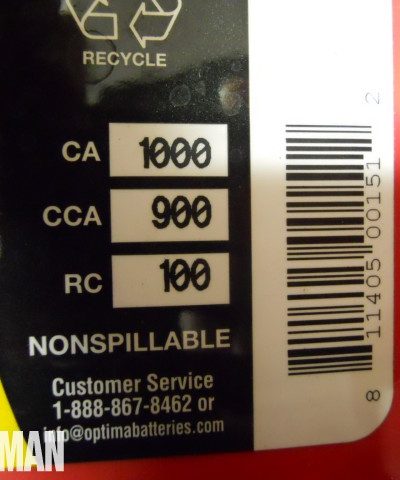 RECYCLE
CA 1000
CCA 900
RC 100
NONSPILLABLE
Customer Service
1-888-867-8462 or
info@optimabatteries.com
MAN
8 11405 00151 2